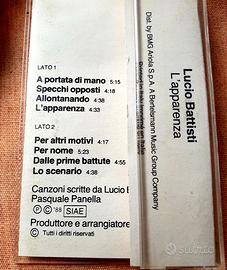 LATO 1
A portata di mano 5:15
Specchi opposti 4:18
Allontanando 4:38
L'apparenza 4:33
LATO 2
Per altri motivi 4:17
Per nome 5:23
Dalle prime battute 4:55
Lo scenario 4:38
Canzoni scritte da Lucio B
Pasquale Panella
Ⓟ © '88 SIAE
Produttore e arrangiatore
© Tutti i diritti riservati
Lucio Battisti
L'apparenza
Dist. by BMG Ariola S.p.A. A Bertelsmann Music Group Company
SUBITO